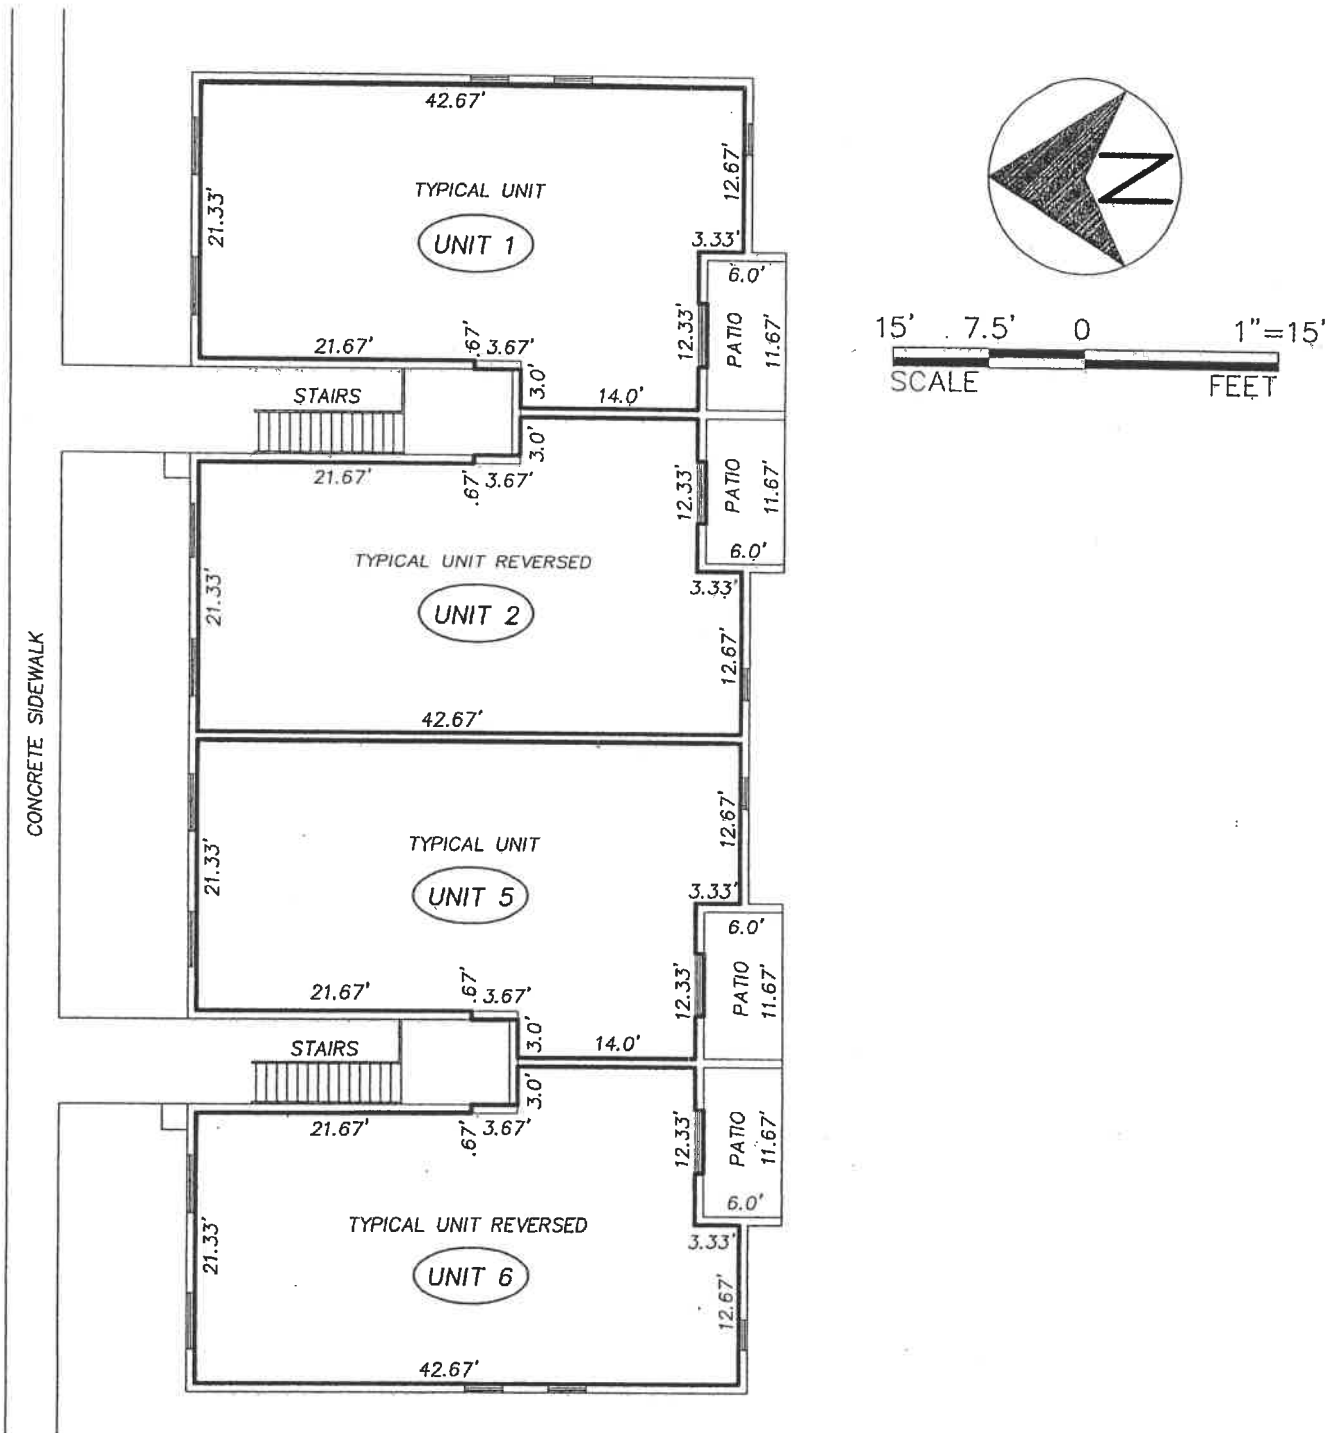 42.67'
TYPICAL UNIT
UNIT 1
21.33'
12.67'
3.33'
6.0'
12.33'
PATIO
11.67'
21.67'
.67'
3.67'
3.0'
14.0'
STAIRS
3.0'
21.67'
.67'
3.67'
12.33'
PATIO
11.67'
6.0'
TYPICAL UNIT REVERSED
3.33'
UNIT 2
21.33'
12.67'
42.67'
CONCRETE SIDEWALK
TYPICAL UNIT
UNIT 5
21.33'
12.67'
3.33'
6.0'
12.33'
PATIO
11.67'
21.67'
.67'
3.67'
3.0'
14.0'
STAIRS
3.0'
21.67'
.67'
3.67'
12.33'
PATIO
11.67'
6.0'
TYPICAL UNIT REVERSED
3.33'
UNIT 6
21.33'
12.67'
42.67'
N
15' 7.5' 0 1"=15'
SCALE FEET